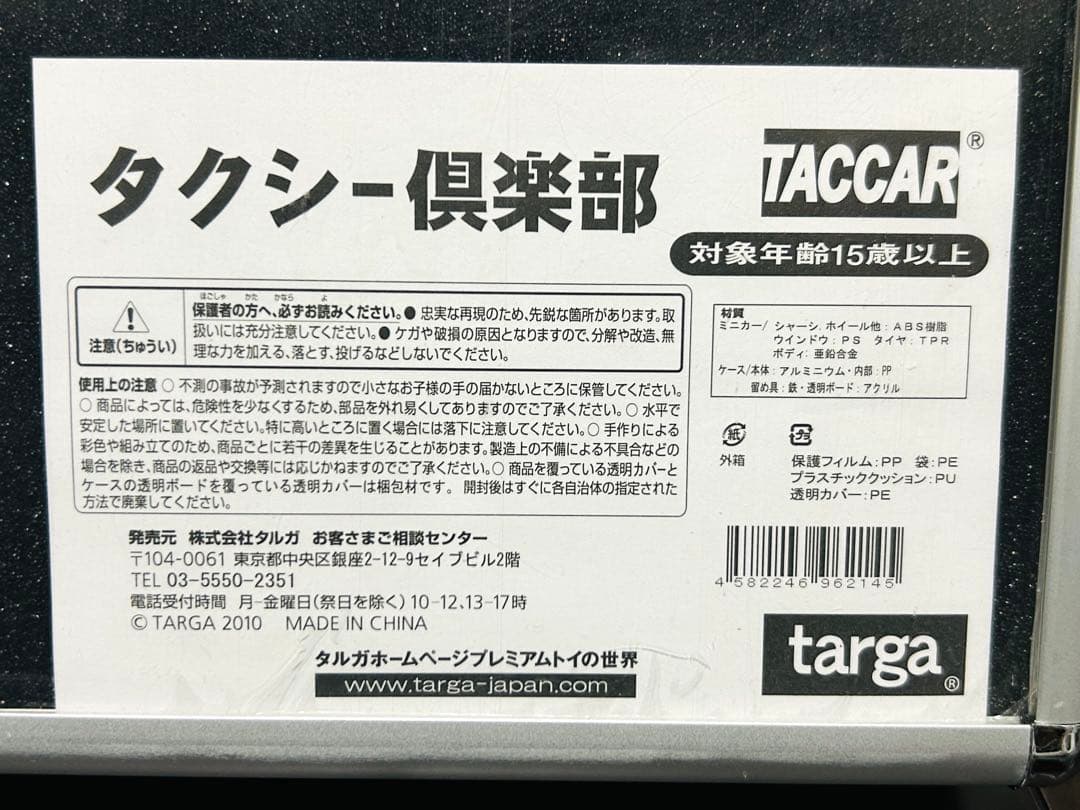 タクシー倶楽部
TACCAR®
対象年齢15歳以上
注意(ちゅうい)
ほごしゃ かた かなら よ
保護者の方へ、必ずお読みください。● 忠実な再現のため、先鋭な箇所があります。取
扱いには充分注意してください。● ケガや破損の原因となりますので、分解や改造、無
理な力を加える、落とす、投げるなどしないでください。
使用上の注意 ○ 不測の事故が予測されますので小さなお子様の手の届かないところに保管してください。
○ 商品によっては、危険性を少なくするため、部品を外れ易くしてありますのでご了承ください。○ 水平で
安定した場所に置いてください。特に高いところに置く場合には落下に注意してください。○ 手作りによる
彩色や組み立てのため、商品ごとに若干の差異を生じることがあります。製造上の不備による不具合などの
場合を除き、商品の返品や交換等には応じかねますのでご了承ください。○ 商品を覆っている透明カバーと
ケースの透明ボードを覆っている透明カバーは梱包材です。 開封後はすぐに各自治体の指定された
方法で廃棄してください。
材質
ミニカー/ シャーシ、ホイール他：ABS樹脂
ウインドウ：PS タイヤ：TPR
ボディ：亜鉛合金
ケース/本体：アルミニウム・内部：PP
留め具：鉄・透明ボード：アクリル
紙
外箱
プラ
保護フィルム：PP 袋：PE
プラスチッククッション：PU
透明カバー：PE
発売元 株式会社タルガ お客さまご相談センター
〒104-0061 東京都中央区銀座2-12-9セイブビル2階
TEL 03-5550-2351
電話受付時間 月-金曜日(祭日を除く) 10-12、13-17時
© TARGA 2010 MADE IN CHINA
4 582246 962145
タルガホームページプレミアムトイの世界
www.targa-japan.com
targa®